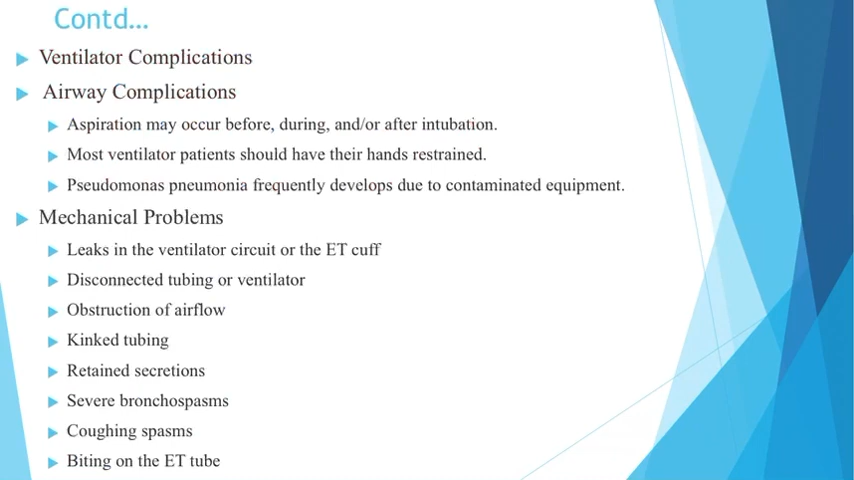 Contd...
Ventilator Complications
Airway Complications
Aspiration may occur before, during, and/or after intubation.
Most ventilator patients should have their hands restrained.
Pseudomonas pneumonia frequently develops due to contaminated equipment.
Mechanical Problems
Leaks in the ventilator circuit or the ET cuff
Disconnected tubing or ventilator
Obstruction of airflow
Kinked tubing
Retained secretions
Severe bronchospasms
Coughing spasms
Biting on the ET tube